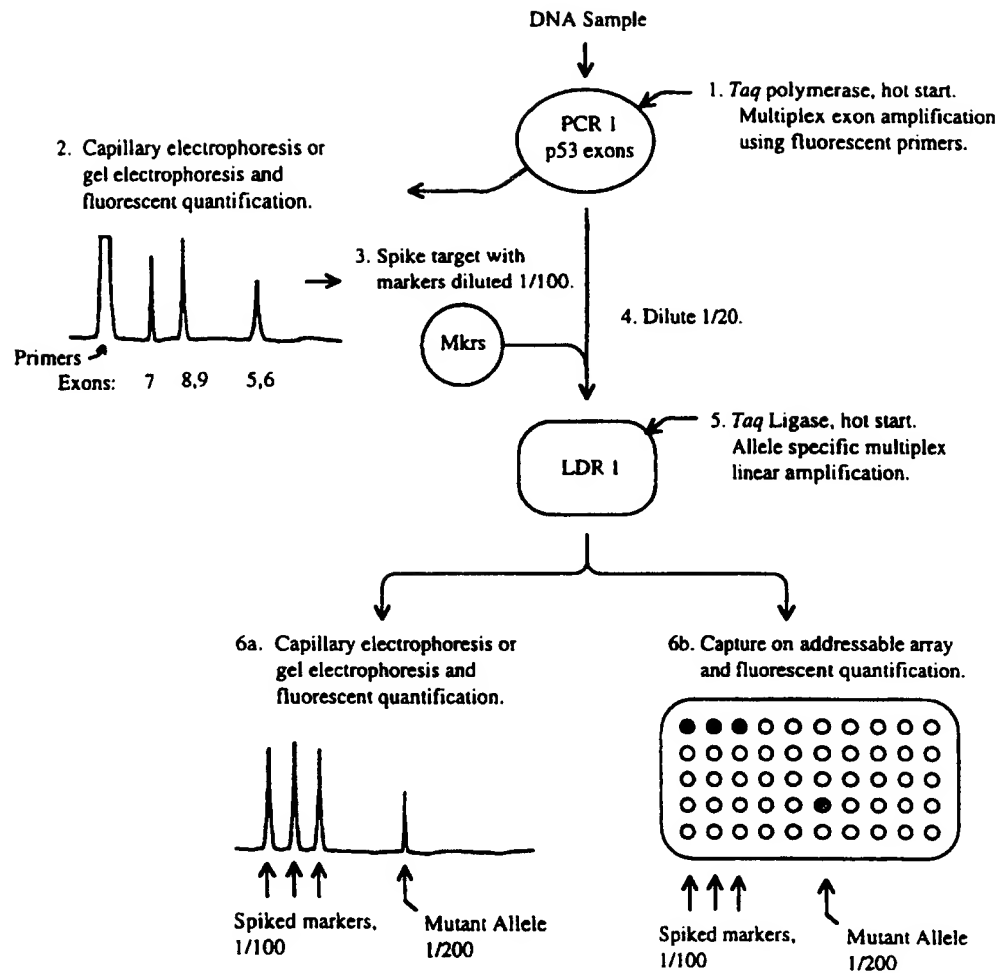 DNA Sample
PCR 1
p53 exons
1. Taq polymerase, hot start.
Multiplex exon amplification
using fluorescent primers.
2. Capillary electrophoresis or
gel electrophoresis and
fluorescent quantification.
Primers
Exons: 7 8,9 5,6
3. Spike target with
markers diluted 1/100.
Mkrs
4. Dilute 1/20.
LDR 1
5. Taq Ligase, hot start.
Allele specific multiplex
linear amplification.
6a. Capillary electrophoresis or
gel electrophoresis and
fluorescent quantification.
Spiked markers,
1/100
Mutant Allele
1/200
6b. Capture on addressable array
and fluorescent quantification.
Spiked markers,
1/100
Mutant Allele
1/200